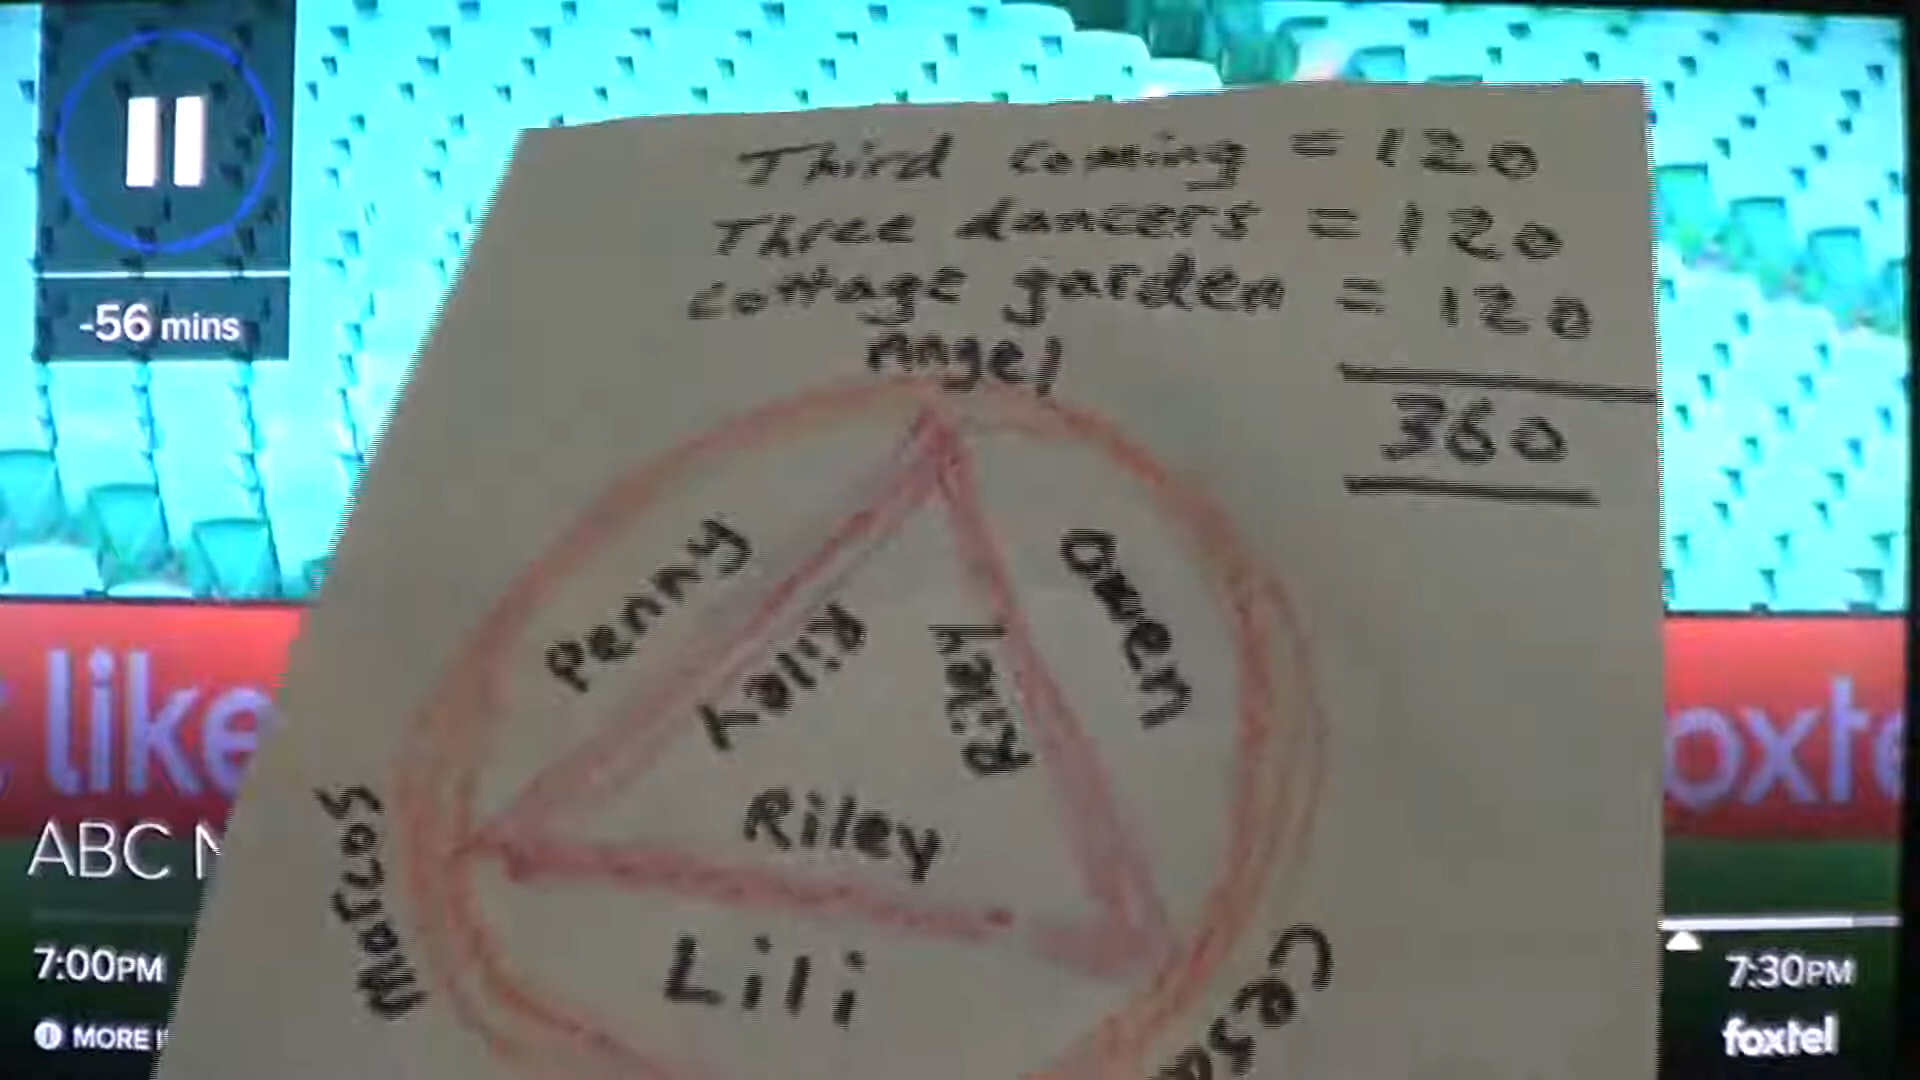 -56 mins
Third coming = 120
Three dancers = 120
cottage garden = 120
360
Angel
Penny
Owen
Riley
Riley
Riley
Lili
Marcos
like
ABC N
7:00PM
7:30PM
MORE
foxtel